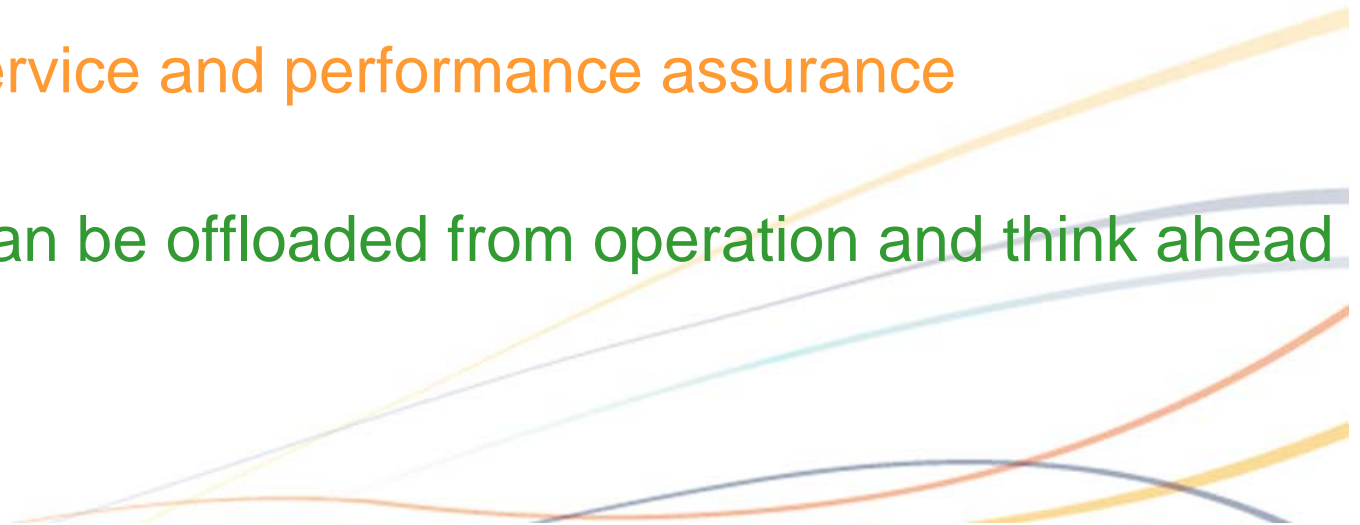 ervice and performance assurance
an be offloaded from operation and think ahead